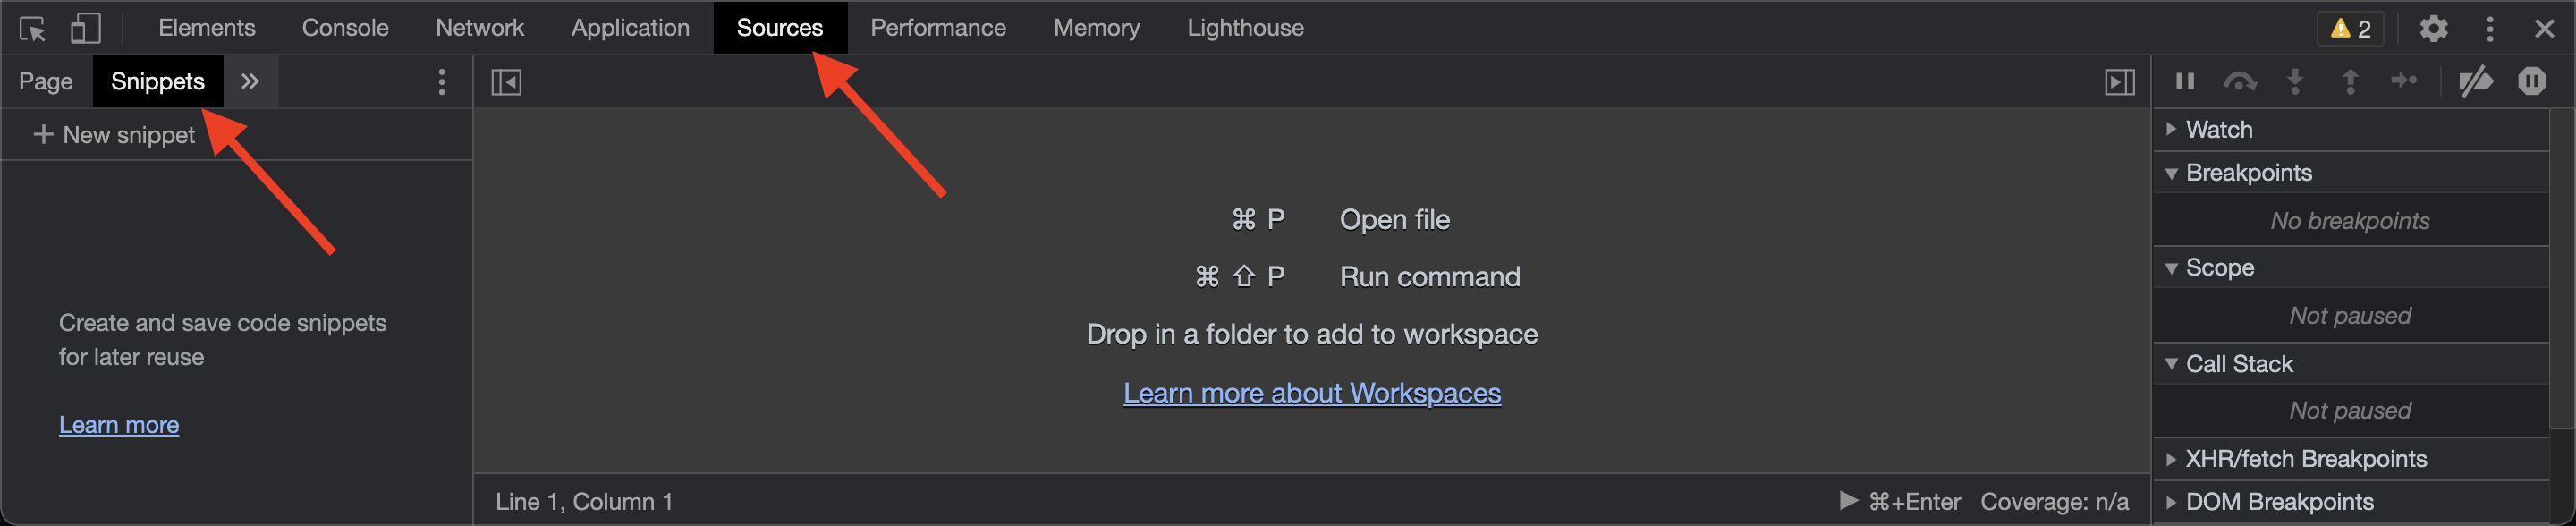 Elements Console Network Application Sources Performance Memory Lighthouse 2
Page Snippets
+ New snippet
Create and save code snippets
for later reuse
Learn more
⌘ P Open file
⌘ ⇧ P Run command
Drop in a folder to add to workspace
Learn more about Workspaces
Line 1, Column 1 ⌘+Enter Coverage: n/a
Watch
Breakpoints
No breakpoints
Scope
Not paused
Call Stack
Not paused
XHR/fetch Breakpoints
DOM Breakpoints